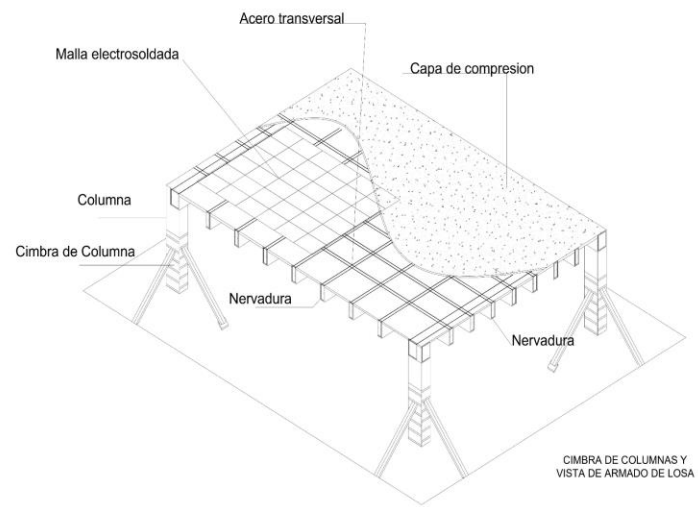 Acero transversal
Malla electrosoldada
Capa de compresion
Columna
Cimbra de Columna
Nervadura
Nervadura
CIMBRA DE COLUMNAS Y
VISTA DE ARMADO DE LOSA